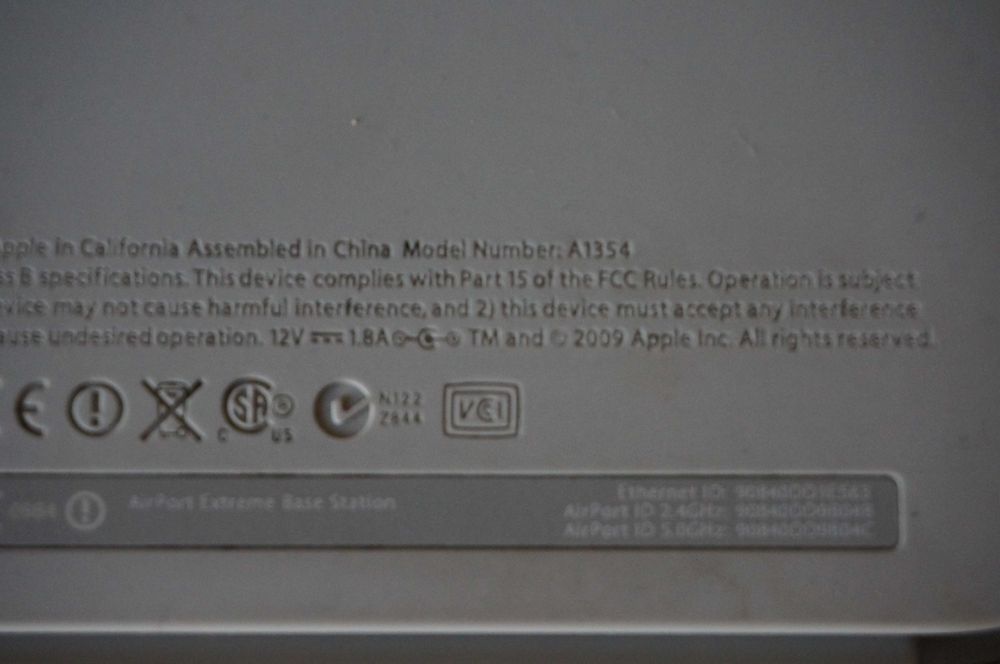 pple in California Assembled in China Model Number: A1354
ss B specifications. This device complies with Part 15 of the FCC Rules. Operation is subject
evice may not cause harmful interference, and 2) this device must accept any interference
ause undesired operation. 12V 1.8A TM and © 2009 Apple Inc. All rights reserved.
CE SA C US N122 VCI
Z844
AirPort Extreme Base Station
Ethernet ID:
AirPort ID 2.4GHz:
AirPort ID 5.0GHz: